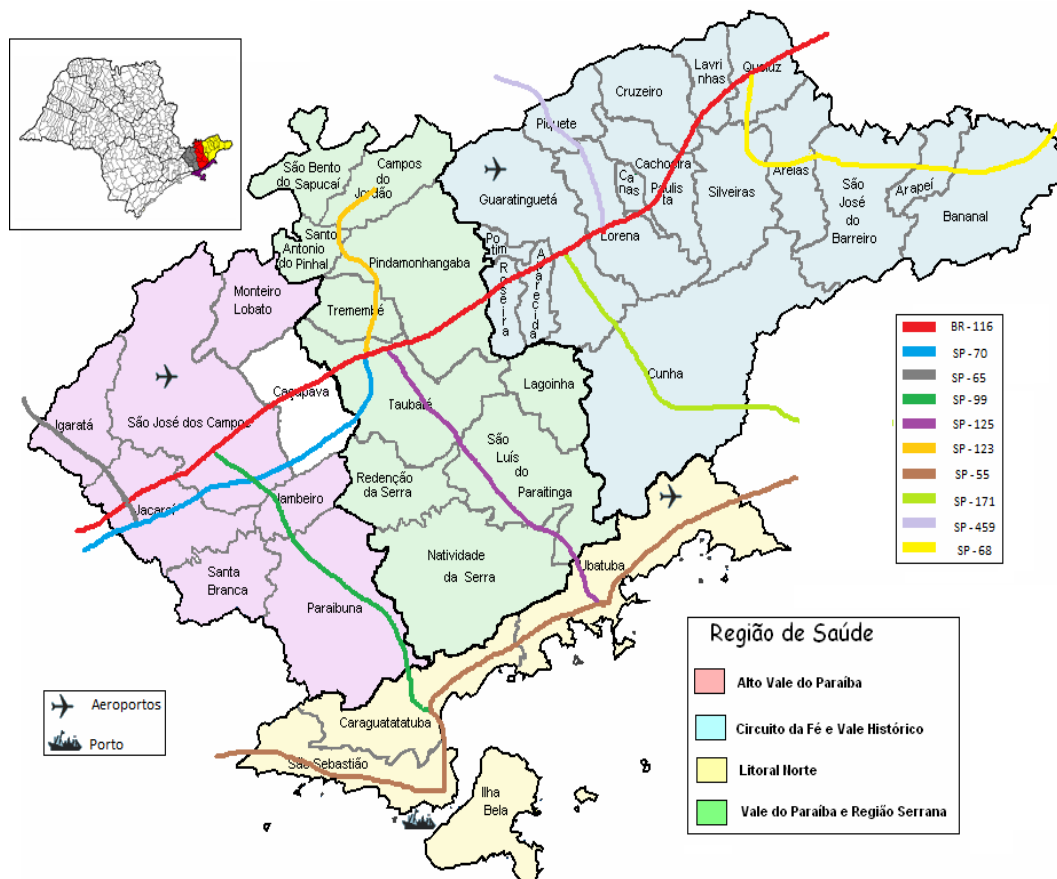 Lavri
nhas
Queluz
Cruzeiro
Piquete
São Bento
do Sapucaí
Campos
do
Jordão
Cachoeira
Paulis
ta
Ca
nas
Guaratinguetá
Silveiras
Areias
São
José
do
Barreiro
Arapeí
Bananal
Santo
Antonio
do Pinhal
Pindamonhangaba
Po
tim
Lorena
Roseira
Aparecida
Monteiro
Lobato
Tremembé
Caçapava
Cunha
Lagoinha
Taubaté
Igaratá
São José dos Campos
São
Luís
do
Paraitinga
Redenção
da Serra
Jacareí
Jambeiro
Natividade
da Serra
Ubatuba
Santa
Branca
Paraibuna
Caraguatatatuba
São Sebastião
Ilha
Bela
BR - 116
SP - 70
SP - 65
SP - 99
SP - 125
SP - 123
SP - 55
SP - 171
SP - 459
SP - 68
Região de Saúde
Alto Vale do Paraíba
Circuito da Fé e Vale Histórico
Litoral Norte
Vale do Paraíba e Região Serrana
Aeroportos
Porto